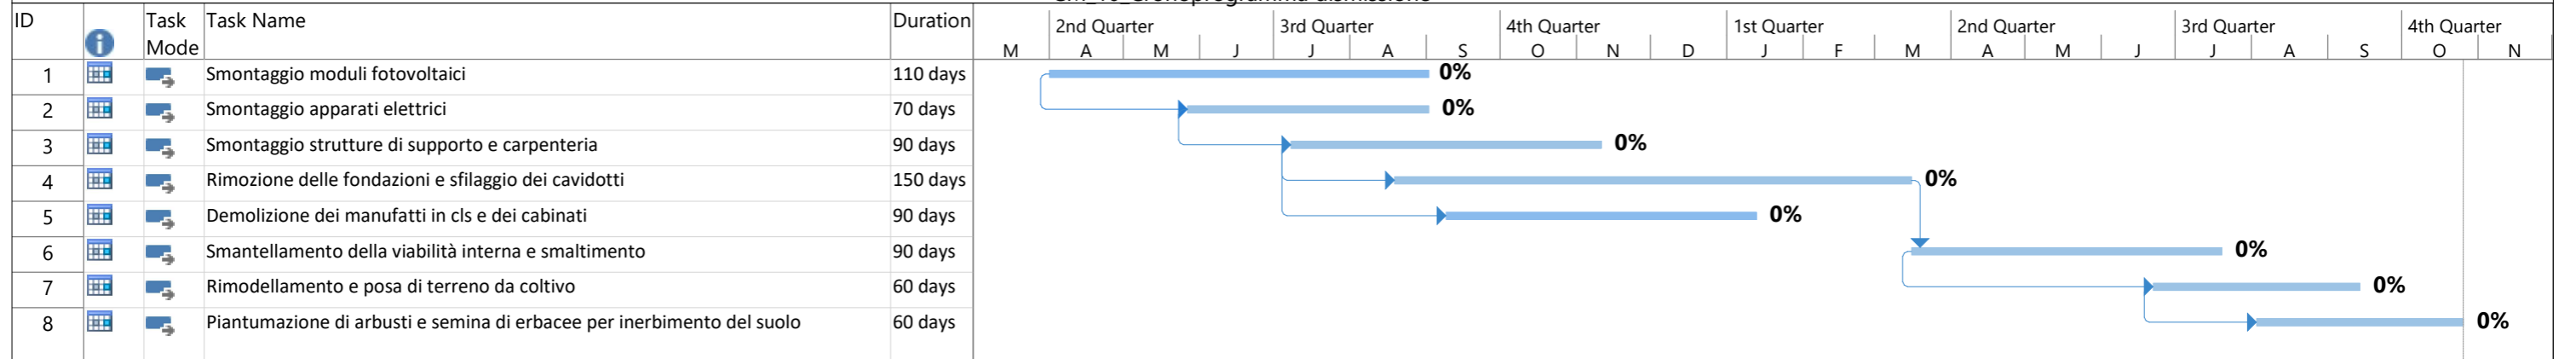 ID Task Mode Task Name Duration
2nd Quarter 3rd Quarter 4th Quarter 1st Quarter 2nd Quarter 3rd Quarter 4th Quarter
M A M J J A S O N D J F M A M J J A S O N
1 Smontaggio moduli fotovoltaici 110 days 0%
2 Smontaggio apparati elettrici 70 days 0%
3 Smontaggio strutture di supporto e carpenteria 90 days 0%
4 Rimozione delle fondazioni e sfilaggio dei cavidotti 150 days 0%
5 Demolizione dei manufatti in cls e dei cabinati 90 days 0%
6 Smantellamento della viabilità interna e smaltimento 90 days 0%
7 Rimodellamento e posa di terreno da coltivo 60 days 0%
8 Piantumazione di arbusti e semina di erbacee per inerbimento del suolo 60 days 0%